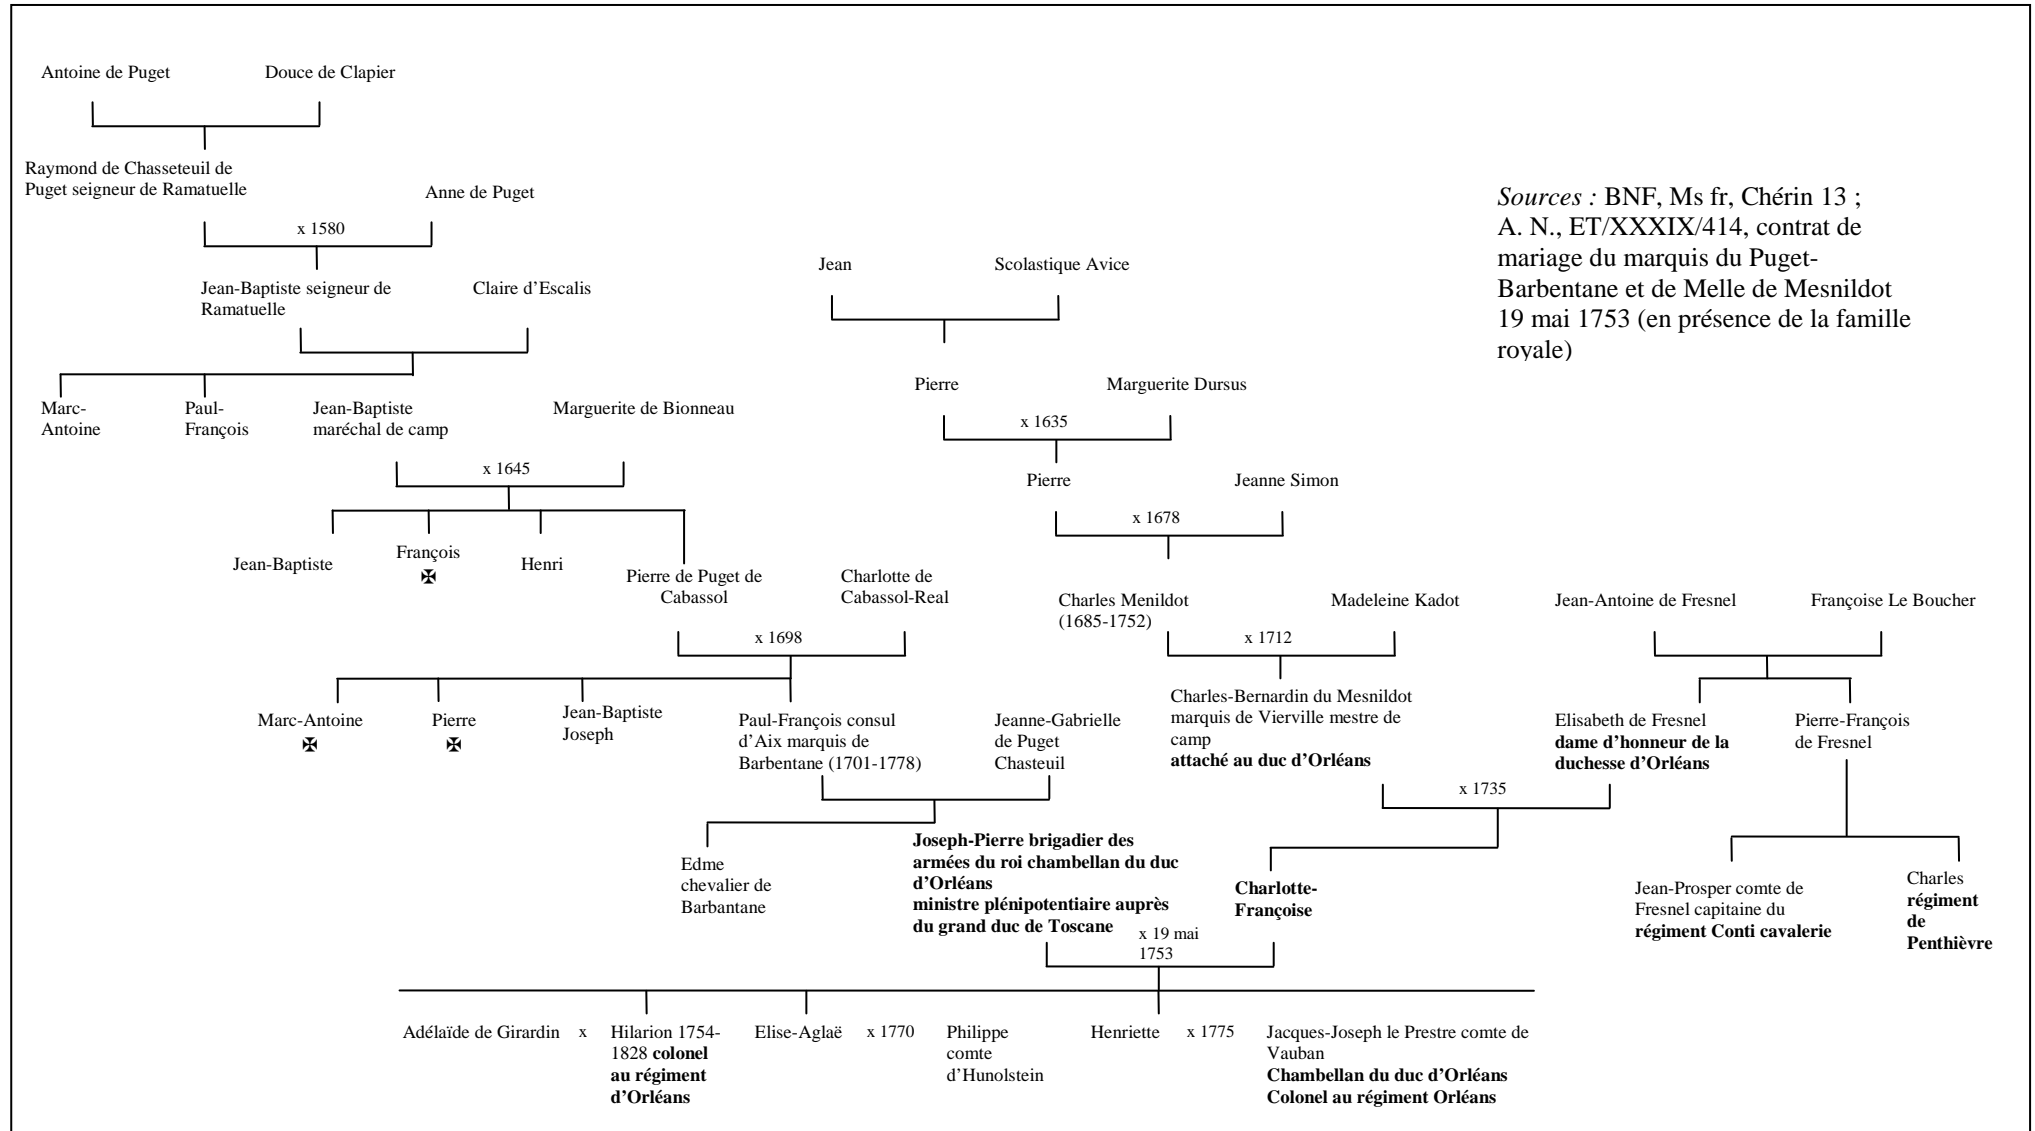 Antoine de Puget
Douce de Clapier
Raymond de Chasseteuil de
Puget seigneur de Ramatuelle
Anne de Puget
x 1580
Jean-Baptiste seigneur de
Ramatuelle
Claire d’Escalis
Marc-
Antoine
Paul-
François
Jean-Baptiste
maréchal de camp
Marguerite de Bionneau
x 1645
Jean-Baptiste
François
✠
Henri
Pierre de Puget de
Cabassol
Charlotte de
Cabassol-Real
x 1698
Marc-Antoine
✠
Pierre
✠
Jean-Baptiste
Joseph
Paul-François consul
d’Aix marquis de
Barbentane (1701-1778)
Jeanne-Gabrielle
de Puget
Chasteuil
Jean
Scolastique Avice
Pierre
Marguerite Dursus
x 1635
Pierre
Jeanne Simon
x 1678
Charles Menildot
(1685-1752)
Madeleine Kadot
x 1712
Charles-Bernardin du Mesnildot
marquis de Vierville mestre de
camp
attaché au duc d’Orléans
Jean-Antoine de Fresnel
Françoise Le Boucher
Elisabeth de Fresnel
dame d’honneur de la
duchesse d’Orléans
Pierre-François
de Fresnel
x 1735
Sources : BNF, Ms fr, Chérin 13 ;
A. N., ET/XXXIX/414, contrat de
mariage du marquis du Puget-
Barbentane et de Melle de Mesnildot
19 mai 1753 (en présence de la famille
royale)
Edme
chevalier de
Barbantane
Joseph-Pierre brigadier des
armées du roi chambellan du duc
d’Orléans
ministre plénipotentiaire auprès
du grand duc de Toscane
Charlotte-
Françoise
x 19 mai
1753
Jean-Prosper comte de
Fresnel capitaine du
régiment Conti cavalerie
Charles
régiment
de
Penthièvre
Adélaïde de Girardin
x
Hilarion 1754-
1828 colonel
au régiment
d’Orléans
Elise-Aglaë
x 1770
Philippe
comte
d’Hunolstein
Henriette
x 1775
Jacques-Joseph le Prestre comte de
Vauban
Chambellan du duc d’Orléans
Colonel au régiment Orléans